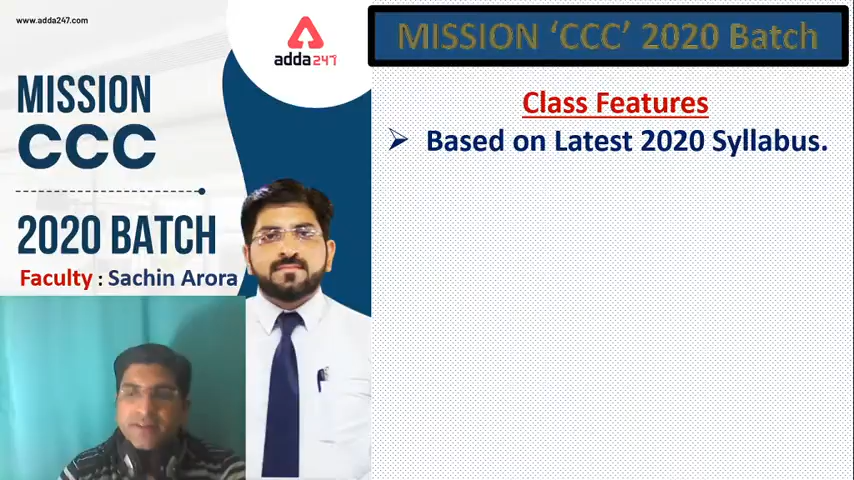 www.adda247.com
adda247
MISSION
CCC
2020 BATCH
Faculty : Sachin Arora
MISSION ‘CCC’ 2020 Batch
Class Features
➢ Based on Latest 2020 Syllabus.